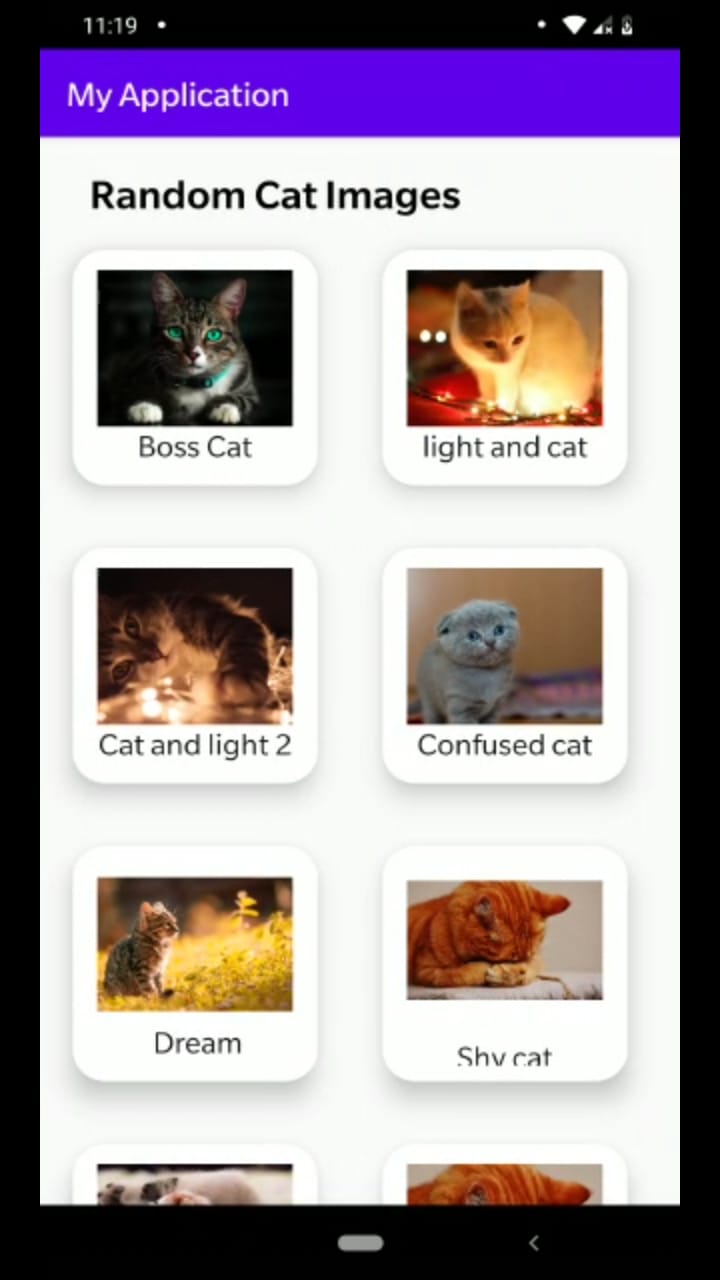 11:19
My Application
Random Cat Images
Boss Cat
light and cat
Cat and light 2
Confused cat
Dream
Shy cat